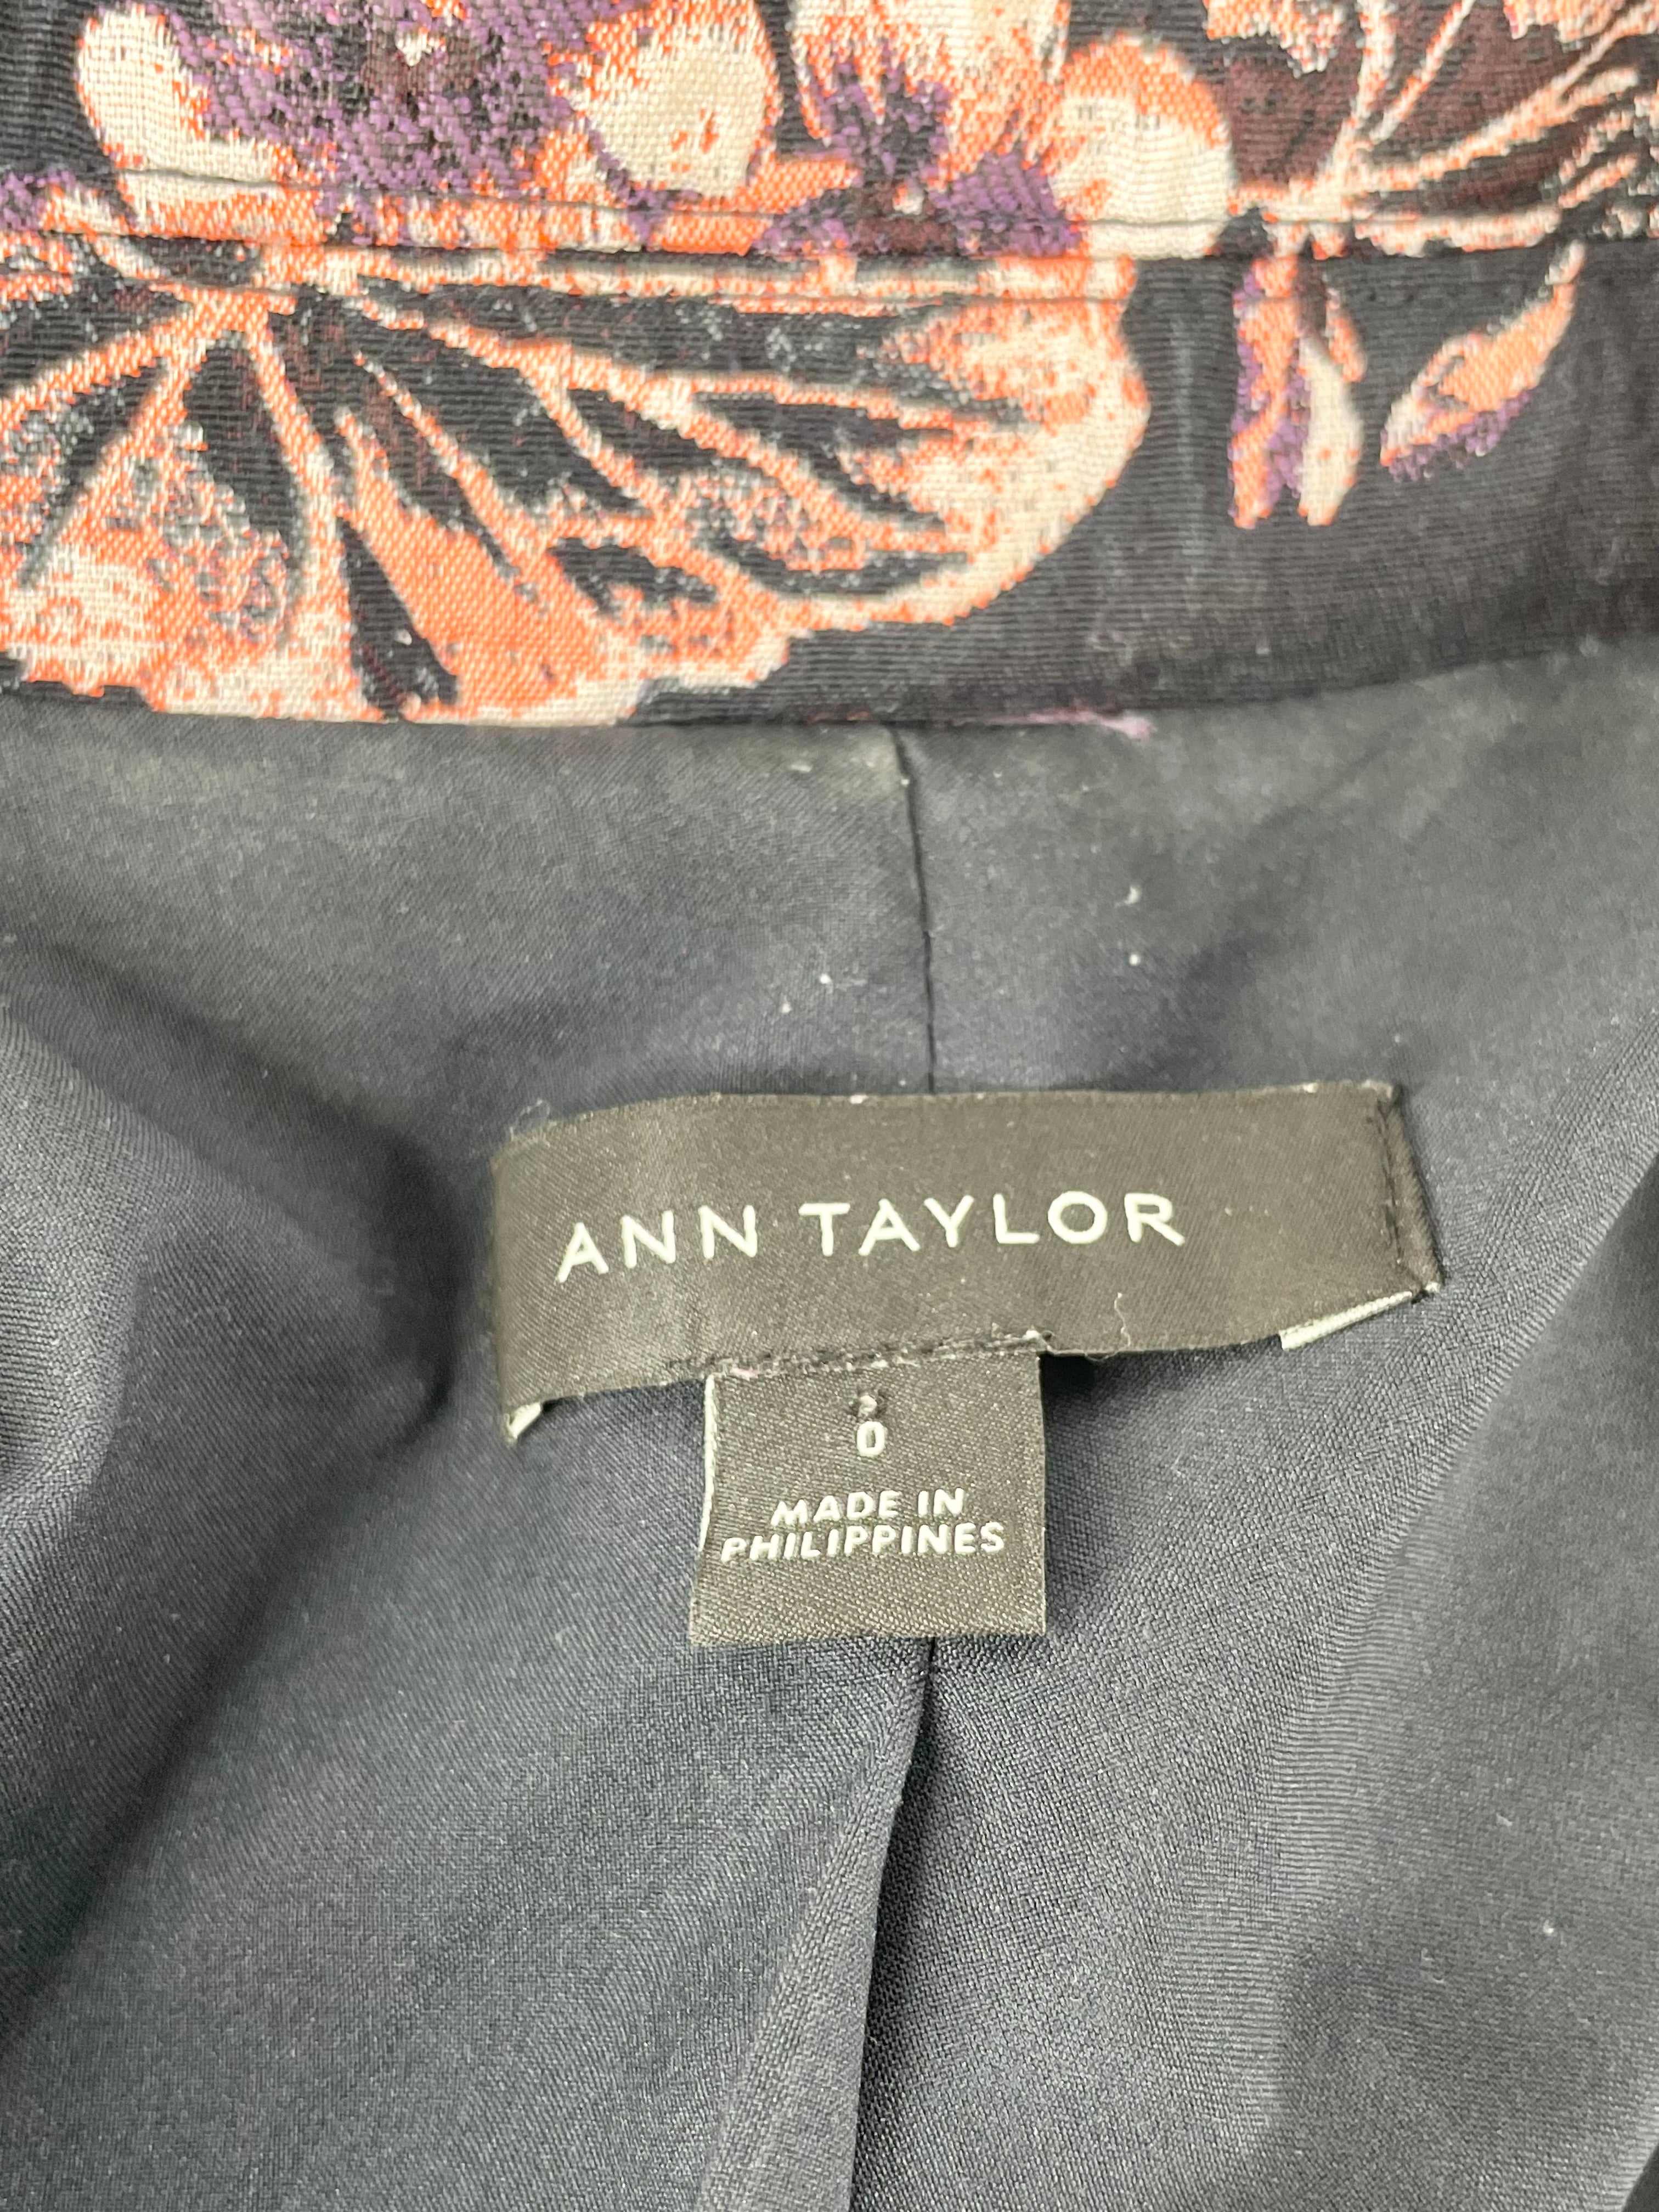 ANN TAYLOR
0
MADE IN
PHILIPPINES